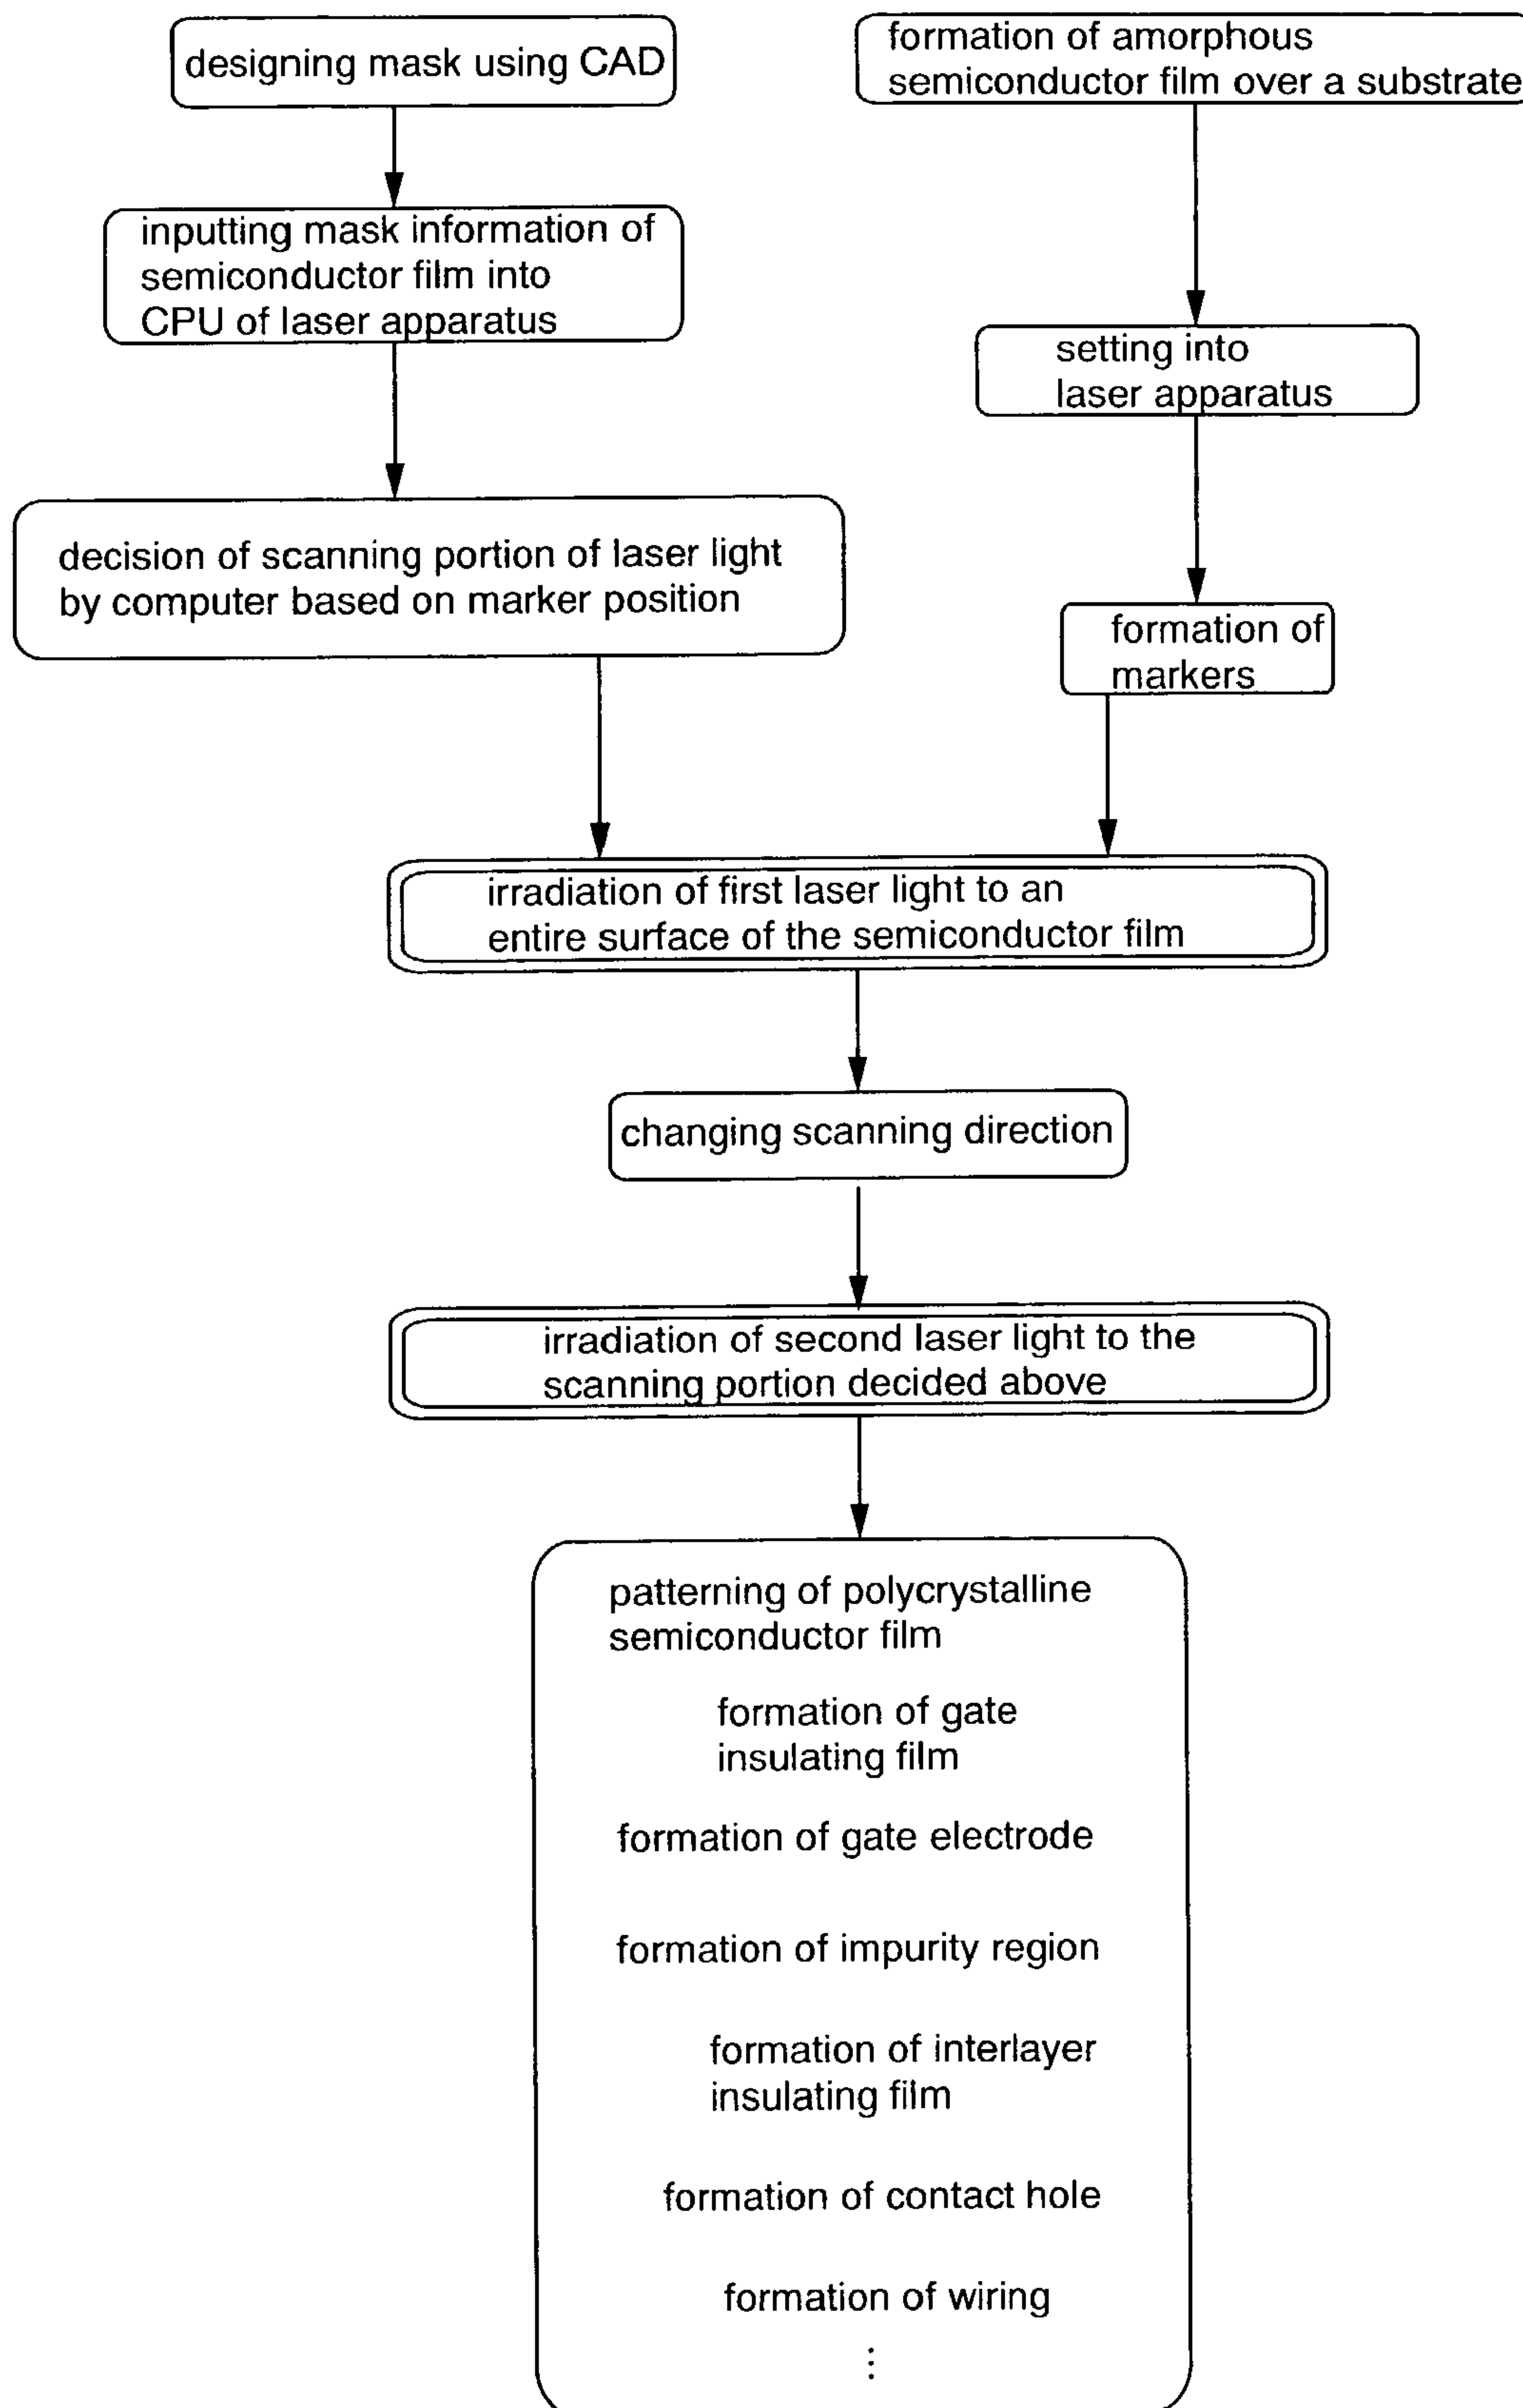 designing mask using CAD
inputting mask information of
semiconductor film into
CPU of laser apparatus
decision of scanning portion of laser light
by computer based on marker position
formation of amorphous
semiconductor film over a substrate
setting into
laser apparatus
formation of
markers
irradiation of first laser light to an
entire surface of the semiconductor film
changing scanning direction
irradiation of second laser light to the
scanning portion decided above
patterning of polycrystalline
semiconductor film
formation of gate
insulating film
formation of gate electrode
formation of impurity region
formation of interlayer
insulating film
formation of contact hole
formation of wiring
⋮